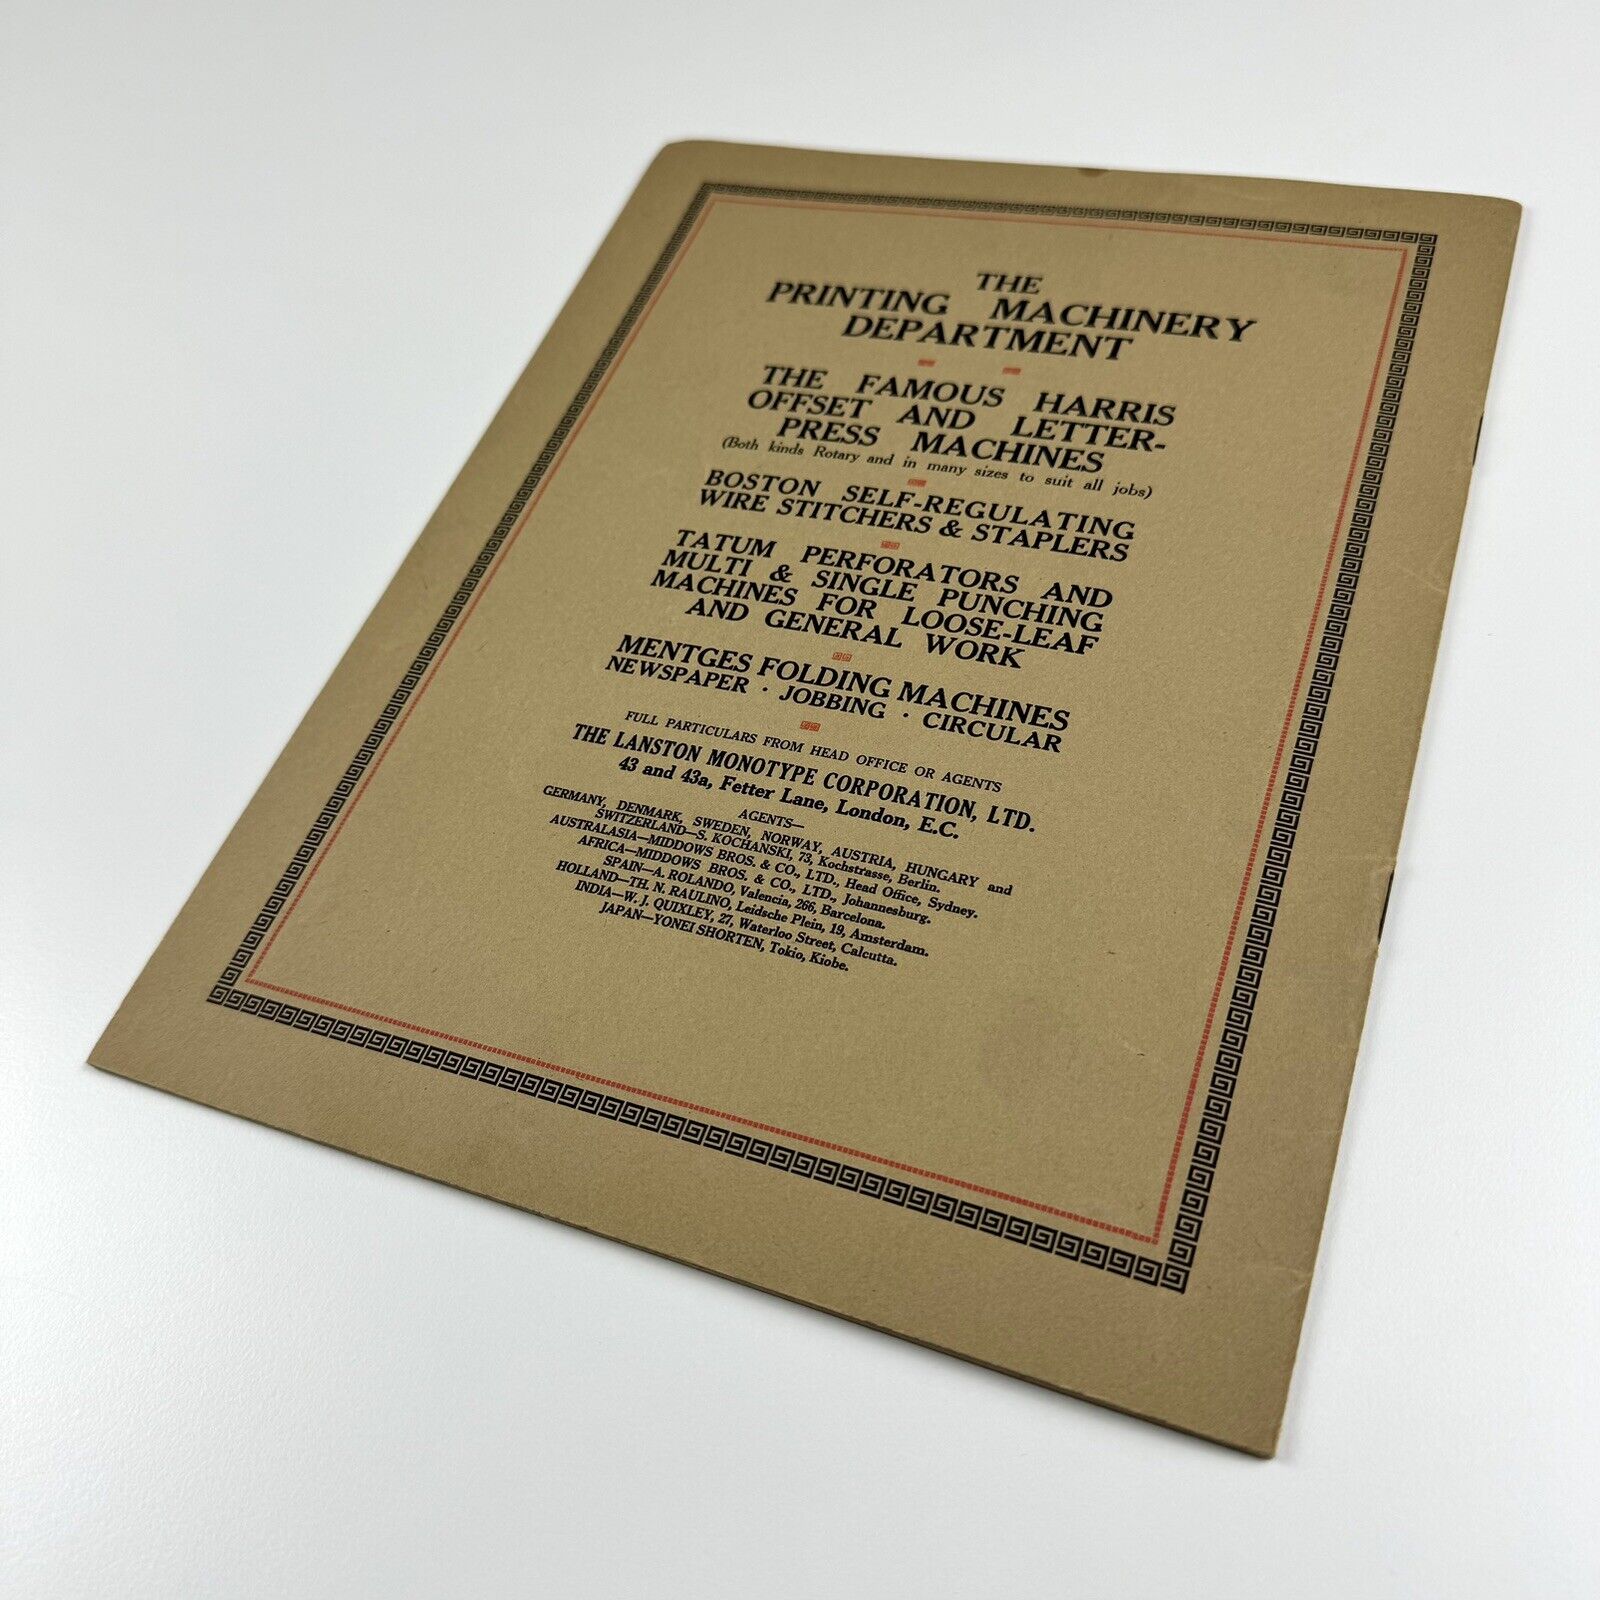 THE
PRINTING MACHINERY
DEPARTMENT
THE FAMOUS HARRIS
OFFSET AND LETTER-
PRESS MACHINES
(Both kinds Rotary and in many sizes to suit all jobs)
BOSTON SELF-REGULATING
WIRE STITCHERS & STAPLERS
TATUM PERFORATORS AND
MULTI & SINGLE PUNCHING
MACHINES FOR LOOSE-LEAF
AND GENERAL WORK
MENTGES FOLDING MACHINES
NEWSPAPER · JOBBING · CIRCULAR
FULL PARTICULARS FROM HEAD OFFICE OR AGENTS
THE LANSTON MONOTYPE CORPORATION, LTD.
43 and 43a, Fetter Lane, London, E.C.
AGENTS—
GERMANY, DENMARK, SWEDEN, NORWAY, AUSTRIA, HUNGARY and
SWITZERLAND—S. KOCHANSKI, 73, Kochstrasse, Berlin.
AUSTRALASIA—MIDDOWS BROS. & CO., LTD., Head Office, Sydney.
AFRICA—MIDDOWS BROS. & CO., LTD., Johannesburg.
SPAIN—A. ROLANDO, Valencia, 266, Barcelona.
HOLLAND—TH. N. RAULINO, Leidsche Plein, 19, Amsterdam.
INDIA—W. J. QUIXLEY, 27, Waterloo Street, Calcutta.
JAPAN—YONEI SHORTEN, Tokio, Kiobe.